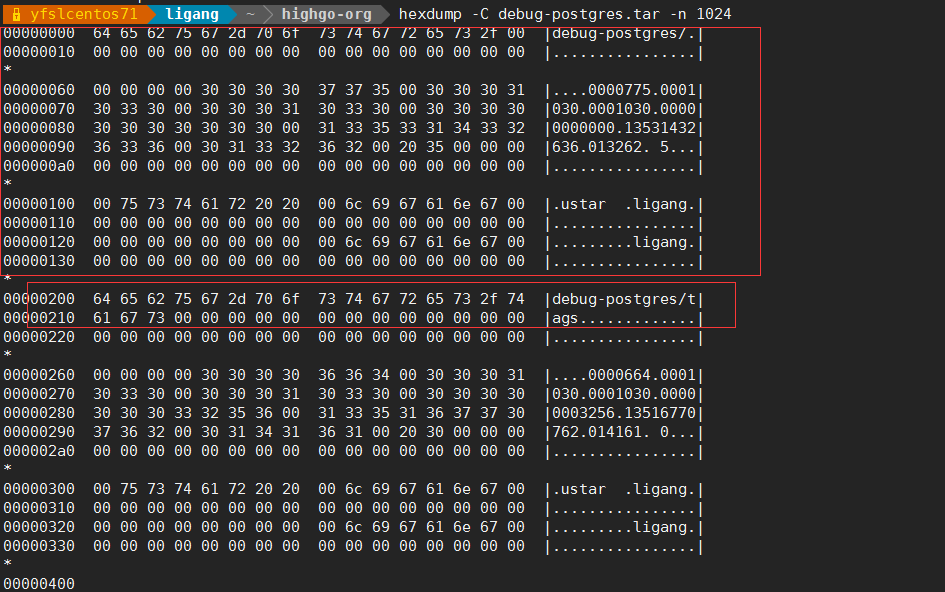 yfslcentos71 ligang ~ highgo-org hexdump -C debug-postgres.tar -n 1024
00000000  64 65 62 75 67 2d 70 6f  73 74 67 72 65 73 2f 00  |debug-postgres/.|
00000010  00 00 00 00 00 00 00 00  00 00 00 00 00 00 00 00  |................|
*
00000060  00 00 00 00 30 30 30 30  37 37 35 00 30 30 30 31  |....0000775.0001|
00000070  30 33 30 00 30 30 30 31  30 33 30 00 30 30 30 30  |030.0001030.0000|
00000080  30 30 30 30 30 30 30 00  31 33 35 33 31 34 33 32  |0000000.13531432|
00000090  36 33 36 00 30 31 33 32  36 32 00 20 35 00 00 00  |636.013262. 5...|
000000a0  00 00 00 00 00 00 00 00  00 00 00 00 00 00 00 00  |................|
*
00000100  00 75 73 74 61 72 20 20  00 6c 69 67 61 6e 67 00  |.ustar  .ligang.|
00000110  00 00 00 00 00 00 00 00  00 00 00 00 00 00 00 00  |................|
00000120  00 00 00 00 00 00 00 00  00 6c 69 67 61 6e 67 00  |.........ligang.|
00000130  00 00 00 00 00 00 00 00  00 00 00 00 00 00 00 00  |................|
*
00000200  64 65 62 75 67 2d 70 6f  73 74 67 72 65 73 2f 74  |debug-postgres/t|
00000210  61 67 73 00 00 00 00 00  00 00 00 00 00 00 00 00  |ags.............|
00000220  00 00 00 00 00 00 00 00  00 00 00 00 00 00 00 00  |................|
*
00000260  00 00 00 00 30 30 30 30  36 36 34 00 30 30 30 31  |....0000664.0001|
00000270  30 33 30 00 30 30 30 31  30 33 30 00 30 30 30 30  |030.0001030.0000|
00000280  30 30 30 33 32 35 36 00  31 33 35 31 36 37 37 30  |0003256.13516770|
00000290  37 36 32 00 30 31 34 31  36 31 00 20 30 00 00 00  |762.014161. 0...|
000002a0  00 00 00 00 00 00 00 00  00 00 00 00 00 00 00 00  |................|
*
00000300  00 75 73 74 61 72 20 20  00 6c 69 67 61 6e 67 00  |.ustar  .ligang.|
00000310  00 00 00 00 00 00 00 00  00 00 00 00 00 00 00 00  |................|
00000320  00 00 00 00 00 00 00 00  00 6c 69 67 61 6e 67 00  |.........ligang.|
00000330  00 00 00 00 00 00 00 00  00 00 00 00 00 00 00 00  |................|
*
00000400